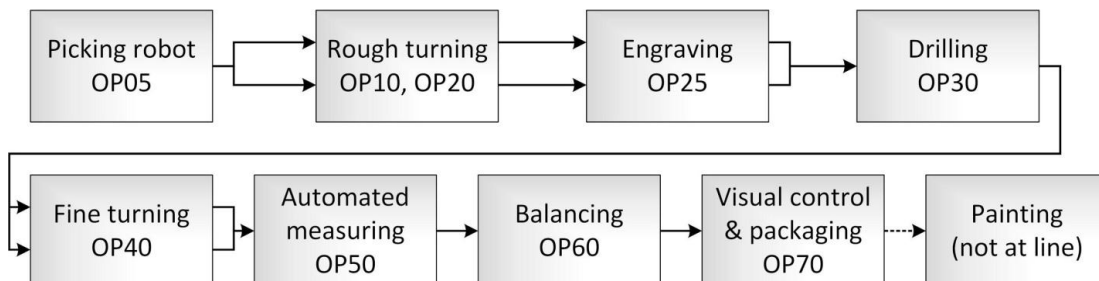 Picking robot
OP05
Rough turning
OP10, OP20
Engraving
OP25
Drilling
OP30
Fine turning
OP40
Automated
measuring
OP50
Balancing
OP60
Visual control
& packaging
OP70
Painting
(not at line)